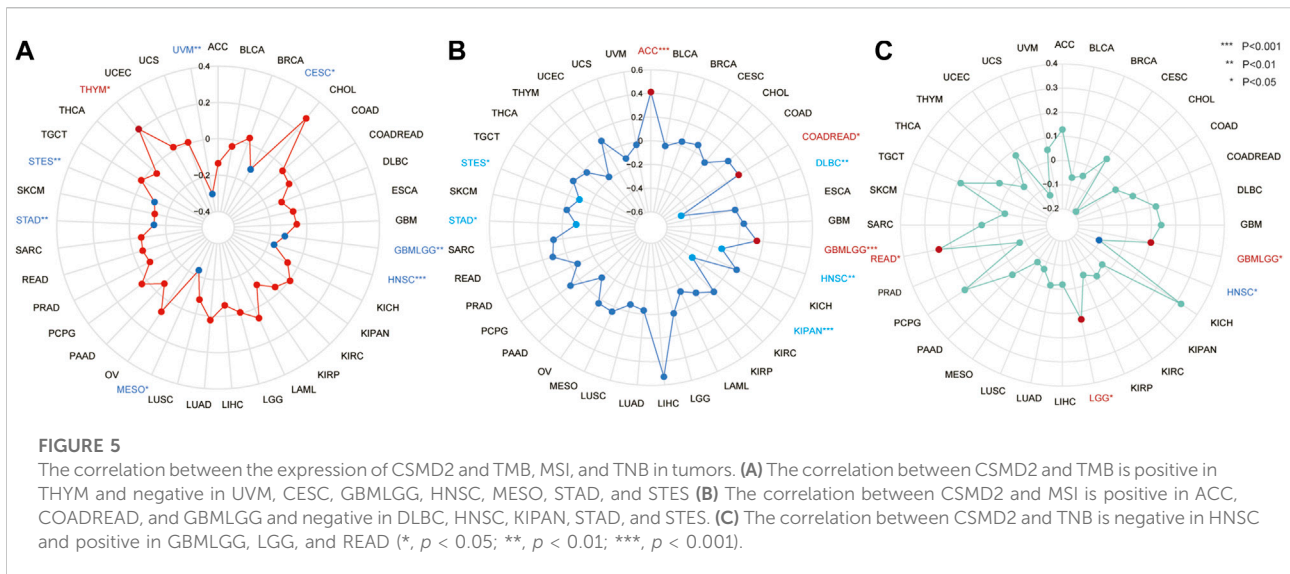 A
ACC
BLCA
BRCA
CESC*
CHOL
COAD
COADREAD
DLBC
ESCA
GBM
GBMLGG**
HNSC***
KICH
KIPAN
KIRC
KIRP
LAML
LGG
LIHC
LUAD
LUSC
MESO*
OV
PAAD
PCPG
PRAD
READ
SARC
STAD**
SKCM
STES**
TGCT
THCA
THYM*
UCEC
UCS
UVM**
0.4
0.2
0
-0.2
-0.4
B
ACC***
BLCA
BRCA
CESC
CHOL
COAD
COADREAD*
DLBC**
ESCA
GBM
GBMLGG***
HNSC**
KICH
KIPAN***
KIRC
KIRP
LAML
LGG
LIHC
LUAD
LUSC
MESO
OV
PAAD
PCPG
PRAD
READ
SARC
STAD*
SKCM
STES*
TGCT
THYM
UCEC
UCS
UVM
0.6
0.4
0.2
0
-0.2
-0.4
-0.6
C
ACC
BLCA
BRCA
CESC
CHOL
COAD
COADREAD
DLBC
GBM
GBMLGG*
HNSC*
KICH
KIPAN
KIRC
KIRP
LGG*
LIHC
LUAD
LUSC
MESO
PAAD
PCPG
PRAD
READ*
SARC
SKCM
TGCT
THCA
THYM
UCEC
UCS
UVM
0.4
0.3
0.2
0.1
0
-0.1
-0.2
*** P<0.001
** P<0.01
* P<0.05
FIGURE 5
The correlation between the expression of CSMD2 and TMB, MSI, and TNB in tumors. (A) The correlation between CSMD2 and TMB is positive in
THYM and negative in UVM, CESC, GBMLGG, HNSC, MESO, STAD, and STES (B) The correlation between CSMD2 and MSI is positive in ACC,
COADREAD, and GBMLGG and negative in DLBC, HNSC, KIPAN, STAD, and STES. (C) The correlation between CSMD2 and TNB is negative in HNSC
and positive in GBMLGG, LGG, and READ (*, p < 0.05; **, p < 0.01; ***, p < 0.001).